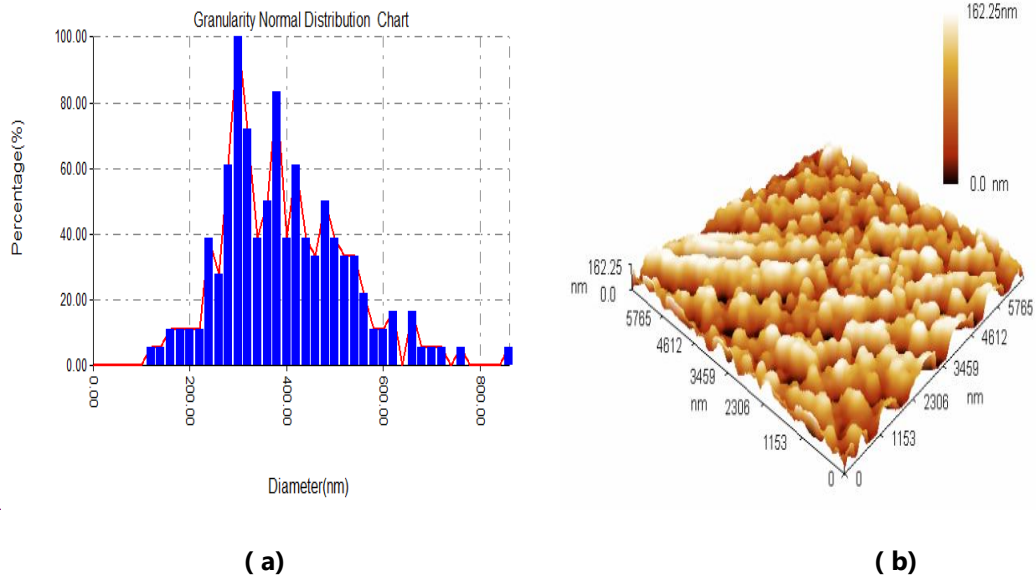 Granularity Normal Distribution Chart
100.00
80.00
60.00
40.00
20.00
0.00
Percentage(%)
0.00
200.00
400.00
600.00
800.00
Diameter(nm)
( a)
162.25nm
0.0 nm
162.25
nm
0.0
5765
4612
3459
nm
2306
1153
0
0
1153
2306
nm
3459
4612
5765
( b)